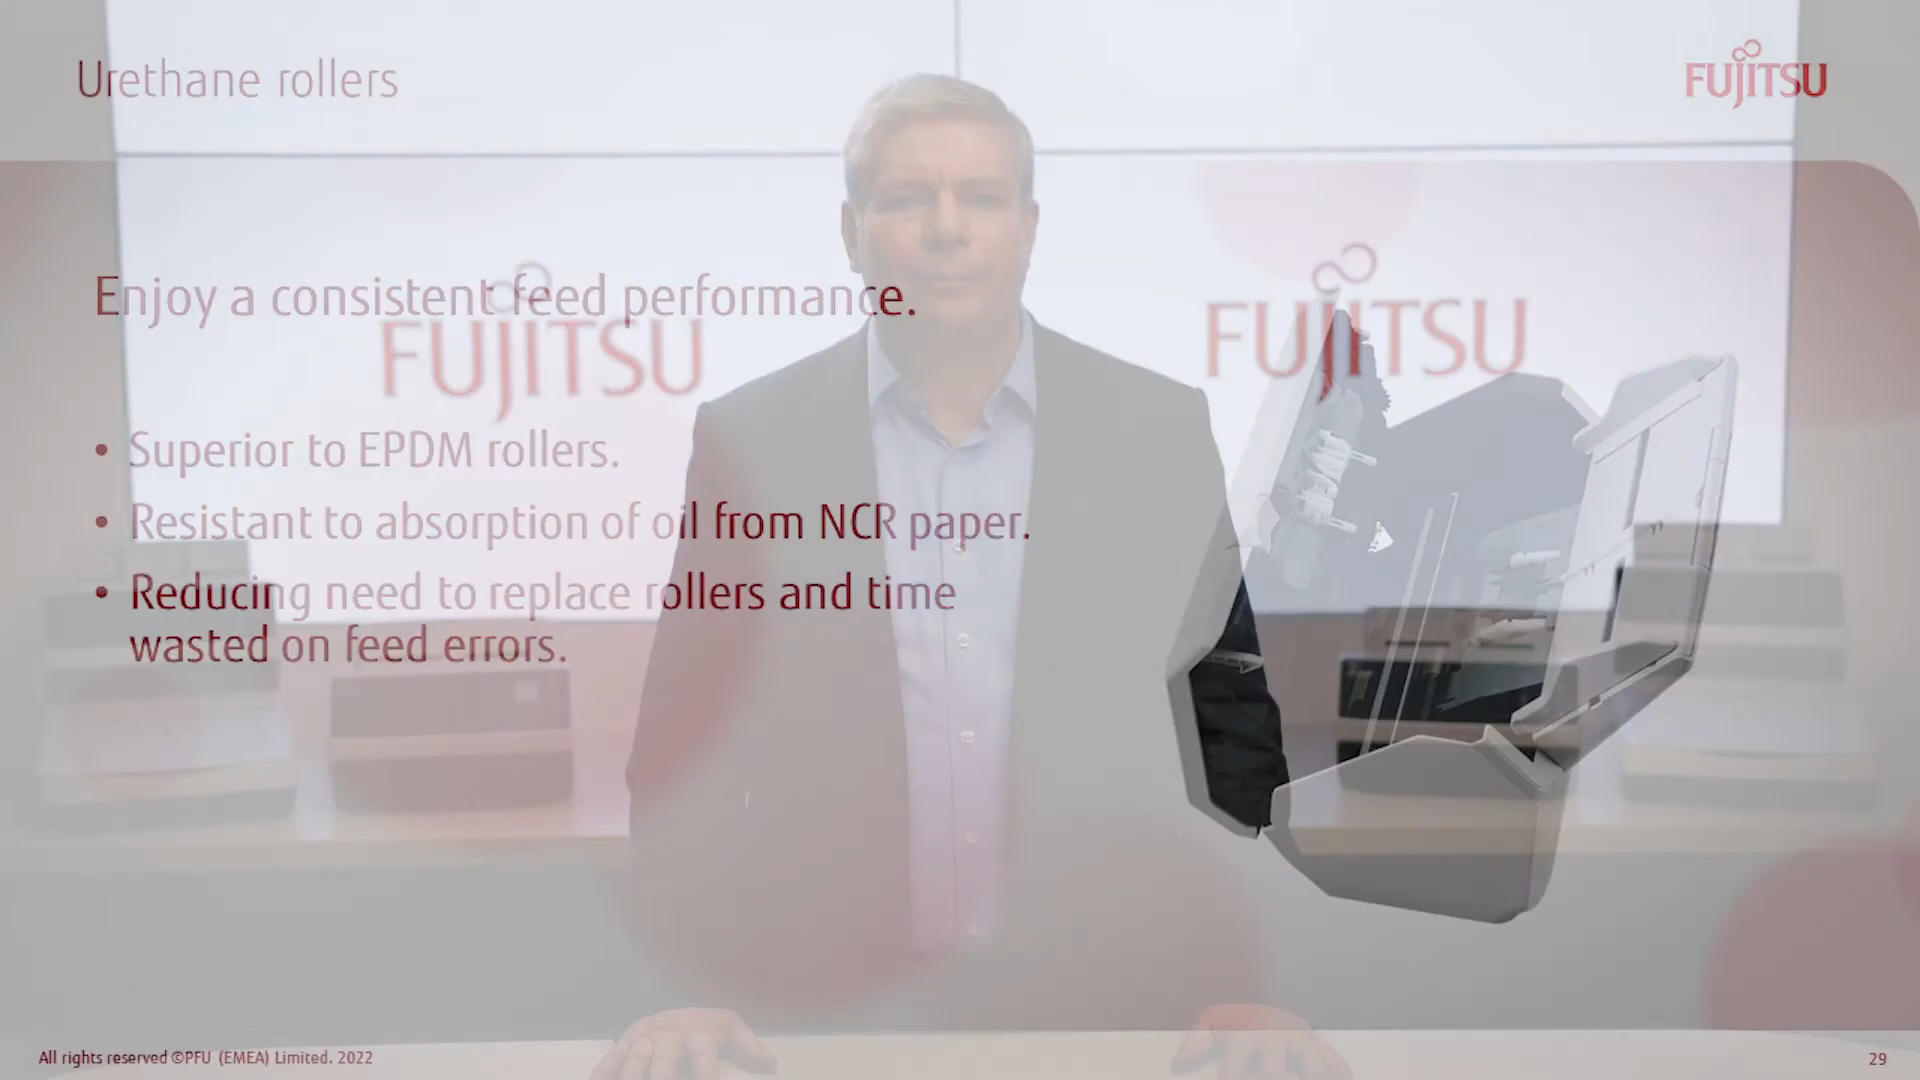 Urethane rollers
FUJITSU
Enjoy a consistent feed performance.
FUJITSU
FUJITSU
• Superior to EPDM rollers.
• Resistant to absorption of oil from NCR paper.
• Reducing need to replace rollers and time
wasted on feed errors.
All rights reserved ©PFU (EMEA) Limited. 2022
29